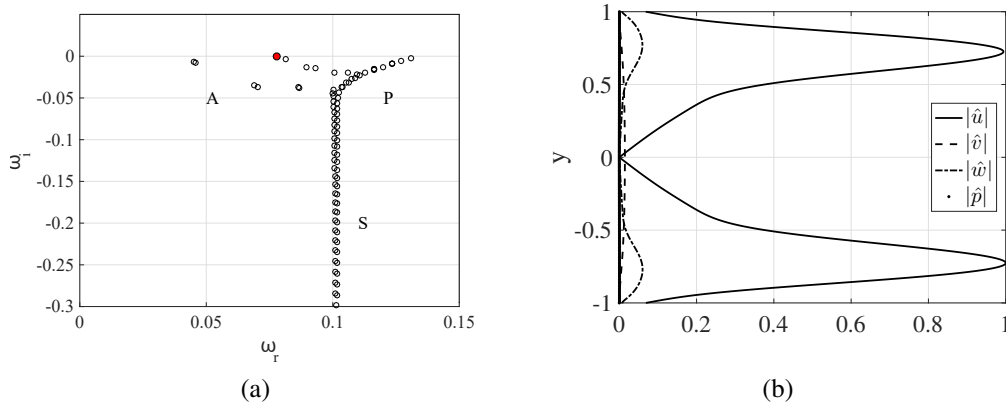 0
-0.05
-0.1
-0.15
-0.2
-0.25
-0.3
ω_i
A
P
S
0
0.05
0.1
0.15
ω_r
(a)
1
0.5
0
-0.5
-1
y
|û|
|v̂|
|ŵ|
|p̂|
0
0.2
0.4
0.6
0.8
1
(b)